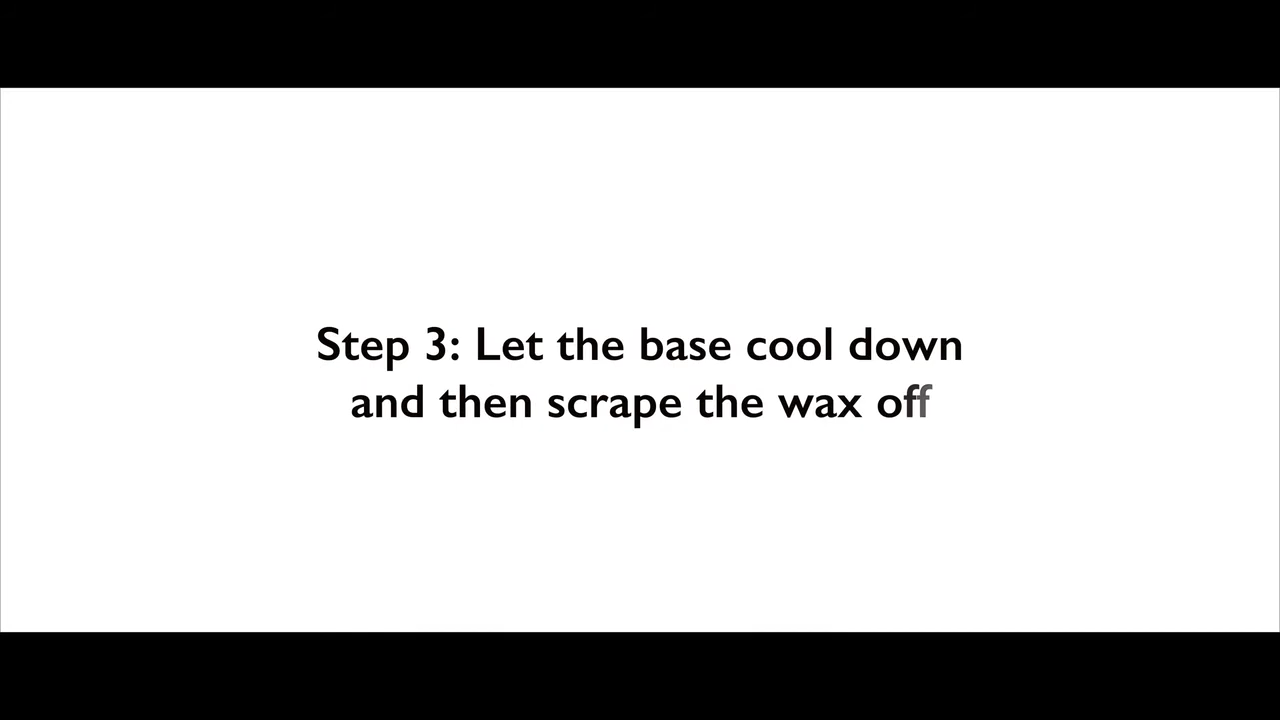 Step 3: Let the base cool down
and then scrape the wax off